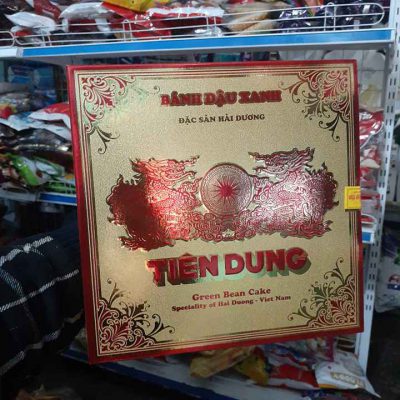 BÁNH ĐẬU XANH
ĐẶC SẢN HẢI DƯƠNG
TIÊN DUNG
Green Bean Cake
Speciality of Hai Duong - Viet Nam